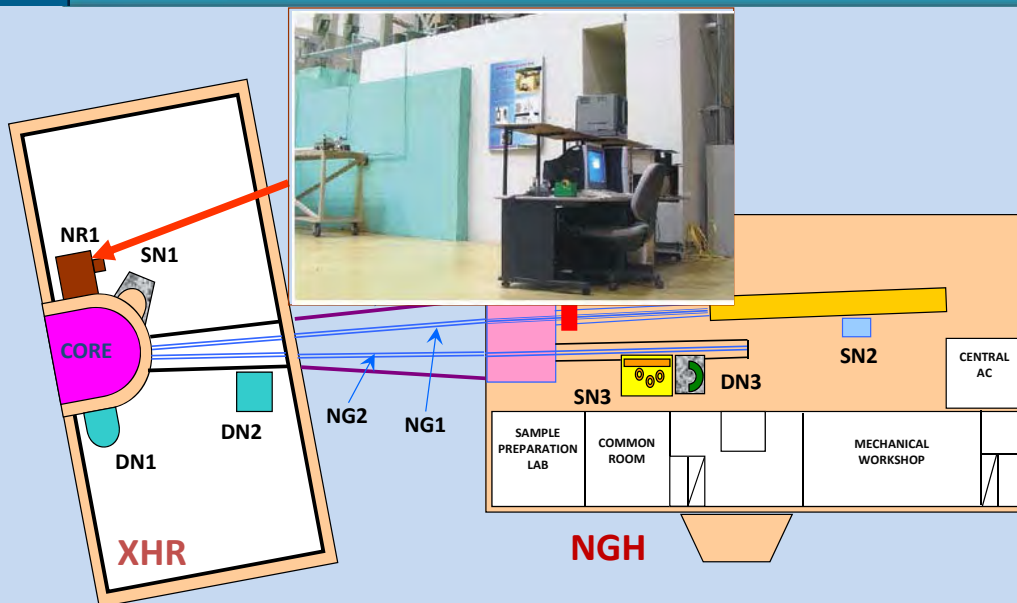 NR1
SN1
CORE
NG2
NG1
DN2
DN1
XHR
SN2
SN3
DN3
CENTRAL
AC
SAMPLE
PREPARATION
LAB
COMMON
ROOM
MECHANICAL
WORKSHOP
NGH